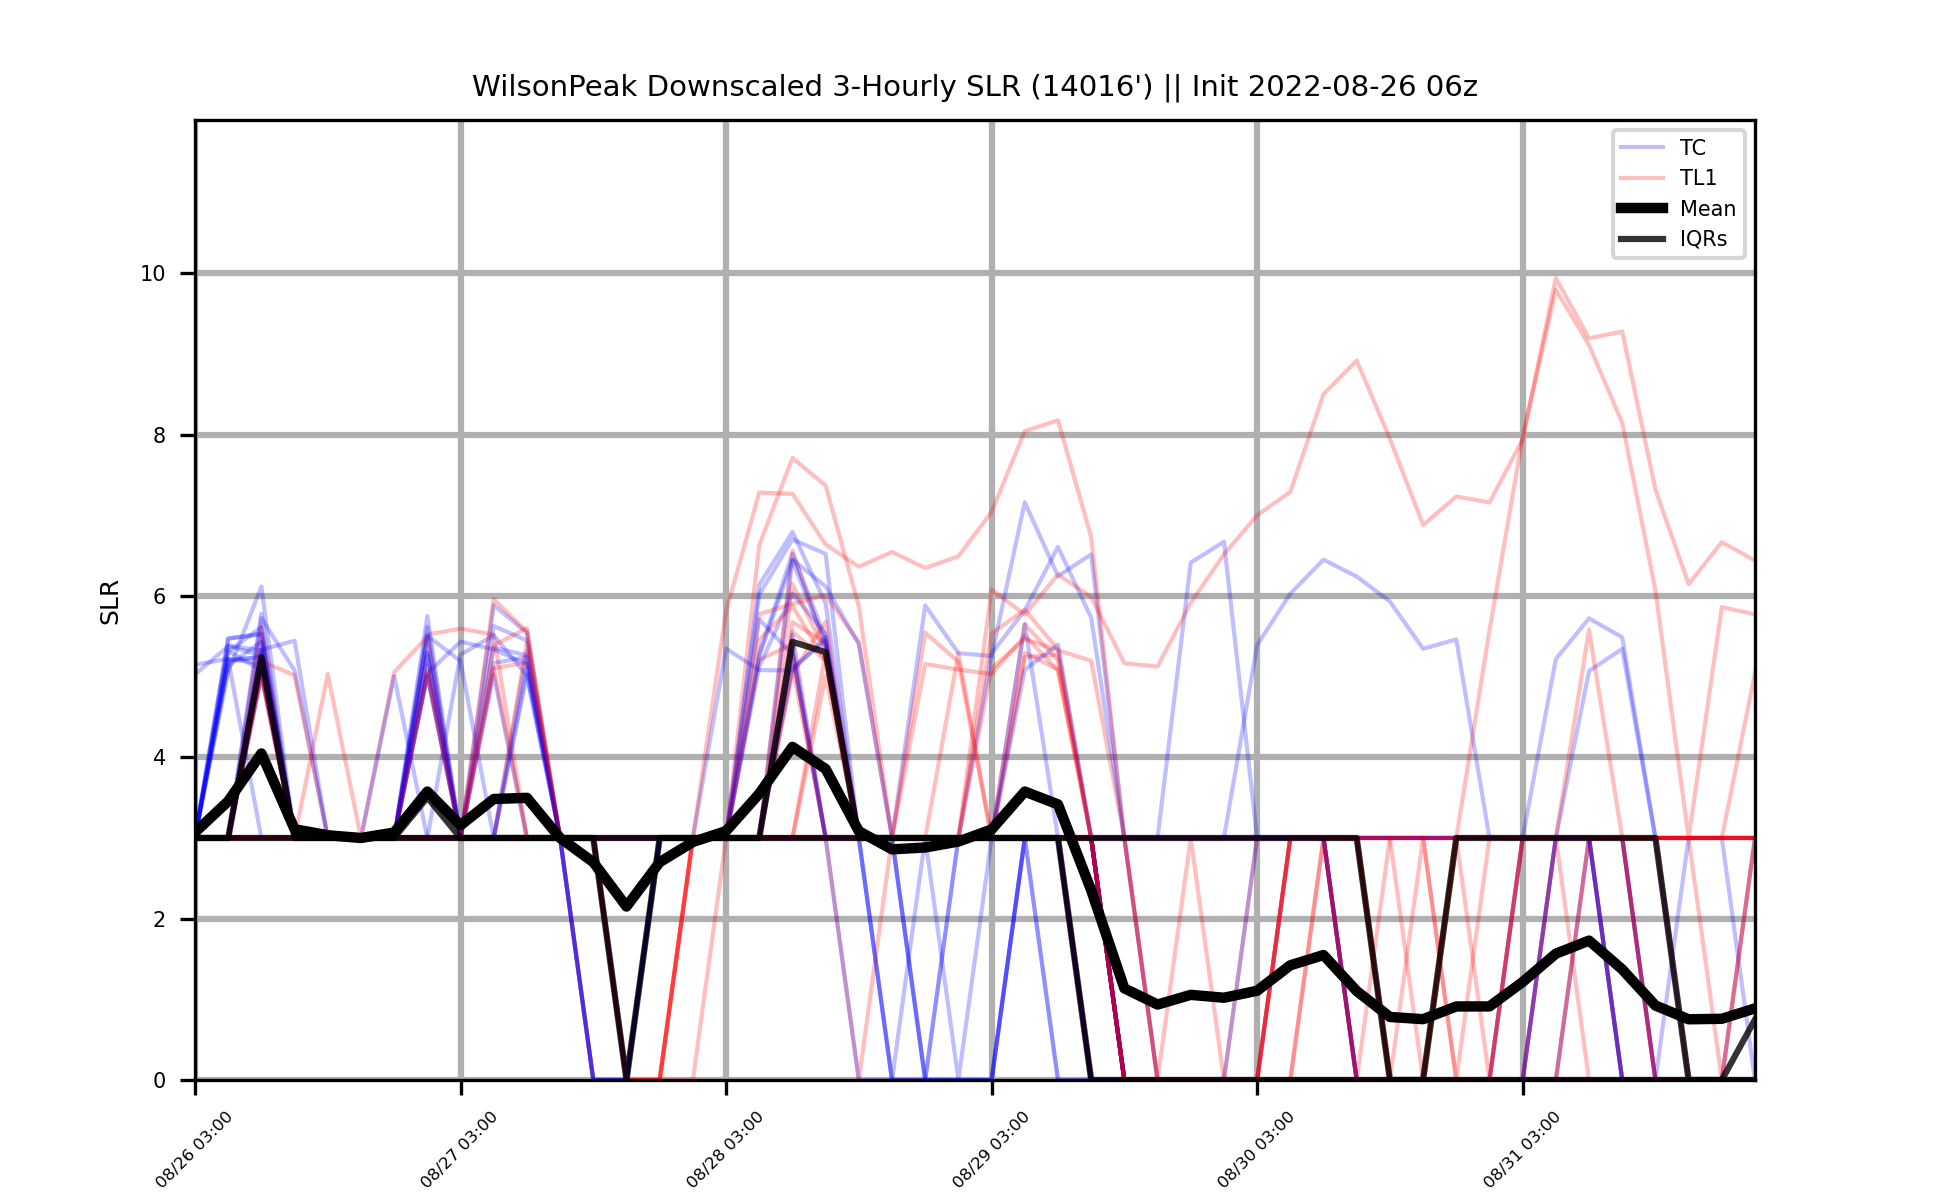 WilsonPeak Downscaled 3-Hourly SLR (14016') || Init 2022-08-26 06z
TC
TL1
Mean
IQRs
SLR
10
8
6
4
2
0
08/26 03:00
08/27 03:00
08/28 03:00
08/29 03:00
08/30 03:00
08/31 03:00